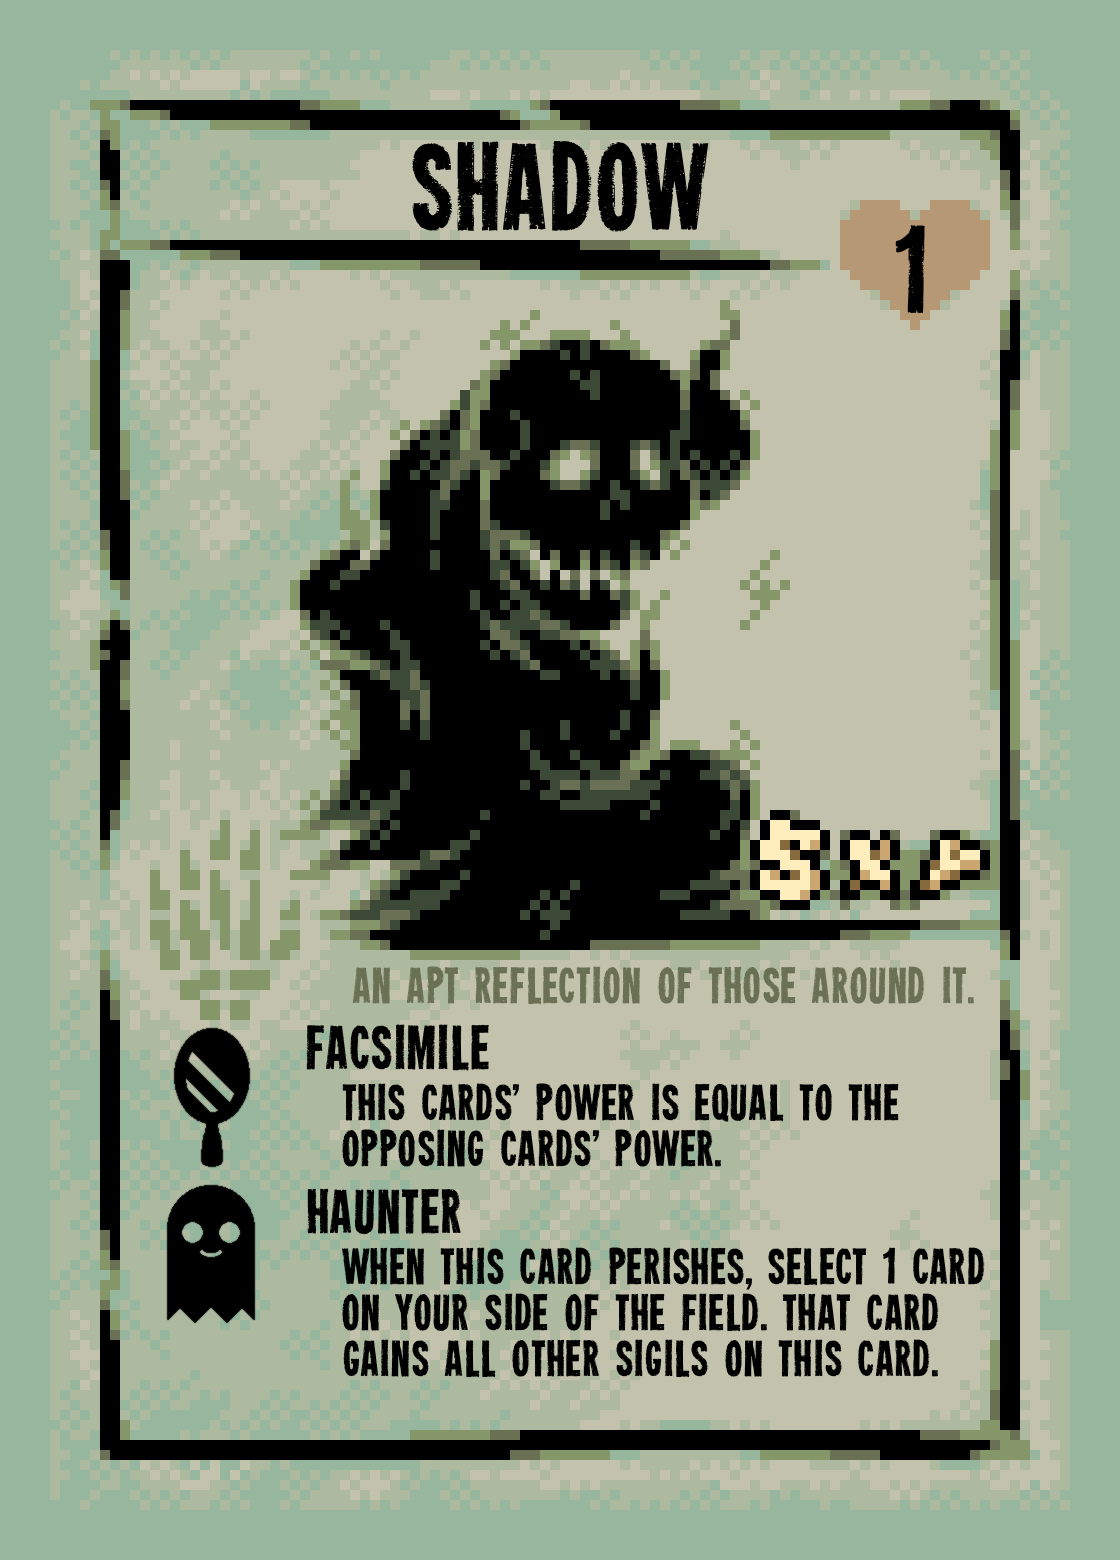 SHADOW
1
5 x
AN APT REFLECTION OF THOSE AROUND IT.
FACSIMILE
THIS CARDS' POWER IS EQUAL TO THE
OPPOSING CARDS' POWER.
HAUNTER
WHEN THIS CARD PERISHES, SELECT 1 CARD
ON YOUR SIDE OF THE FIELD. THAT CARD
GAINS ALL OTHER SIGILS ON THIS CARD.